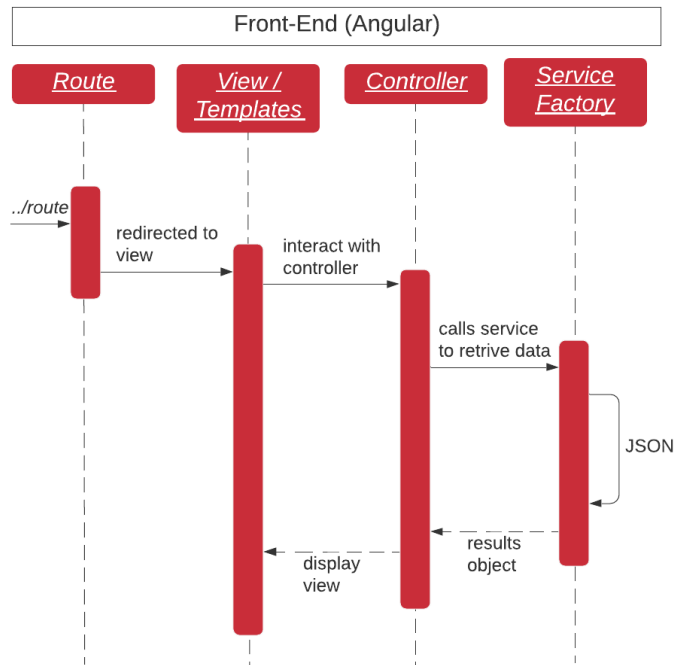 Front-End (Angular)
Route
View /
Templates
Controller
Service
Factory
../route
redirected to
view
interact with
controller
calls service
to retrive data
JSON
results
object
display
view